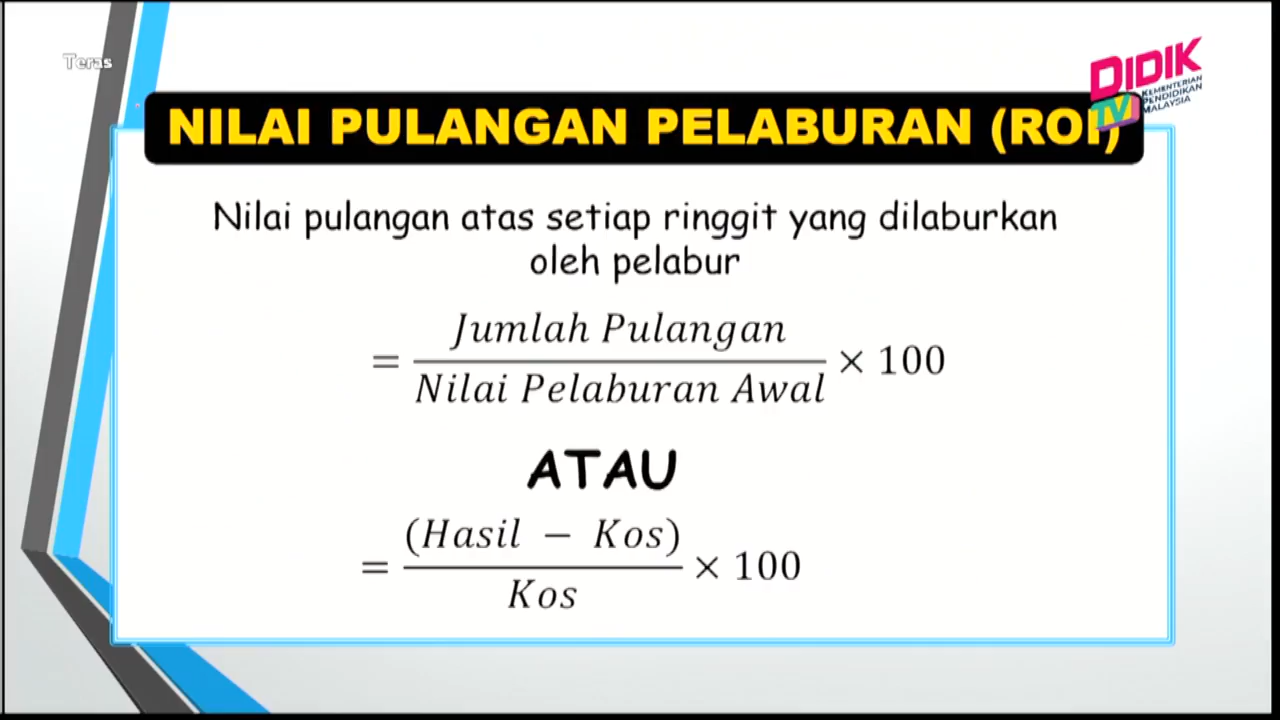 Teras
DIDIK
TV
KEMENTERIAN
PENDIDIKAN
MALAYSIA
NILAI PULANGAN PELABURAN (ROI)
Nilai pulangan atas setiap ringgit yang dilaburkan
oleh pelabur
= Jumlah Pulangan / Nilai Pelaburan Awal × 100
ATAU
= (Hasil − Kos) / Kos × 100